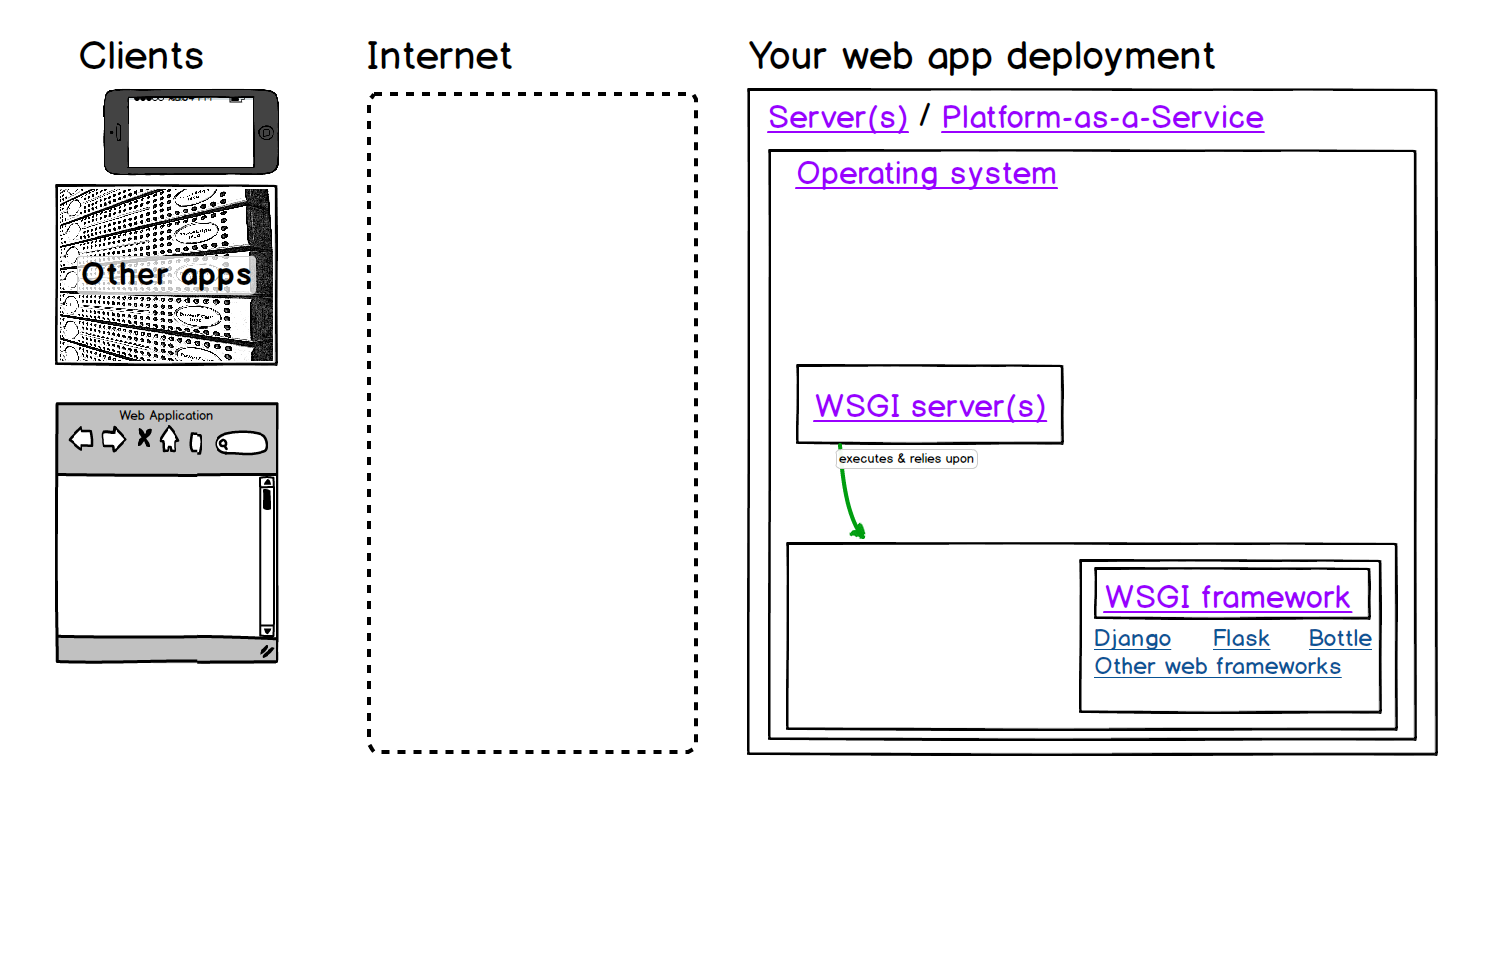 Clients
Internet
Your web app deployment
Server(s) / Platform-as-a-Service
Operating system
Other apps
WSGI server(s)
Web Application
executes & relies upon
WSGI framework
Django Flask Bottle
Other web frameworks